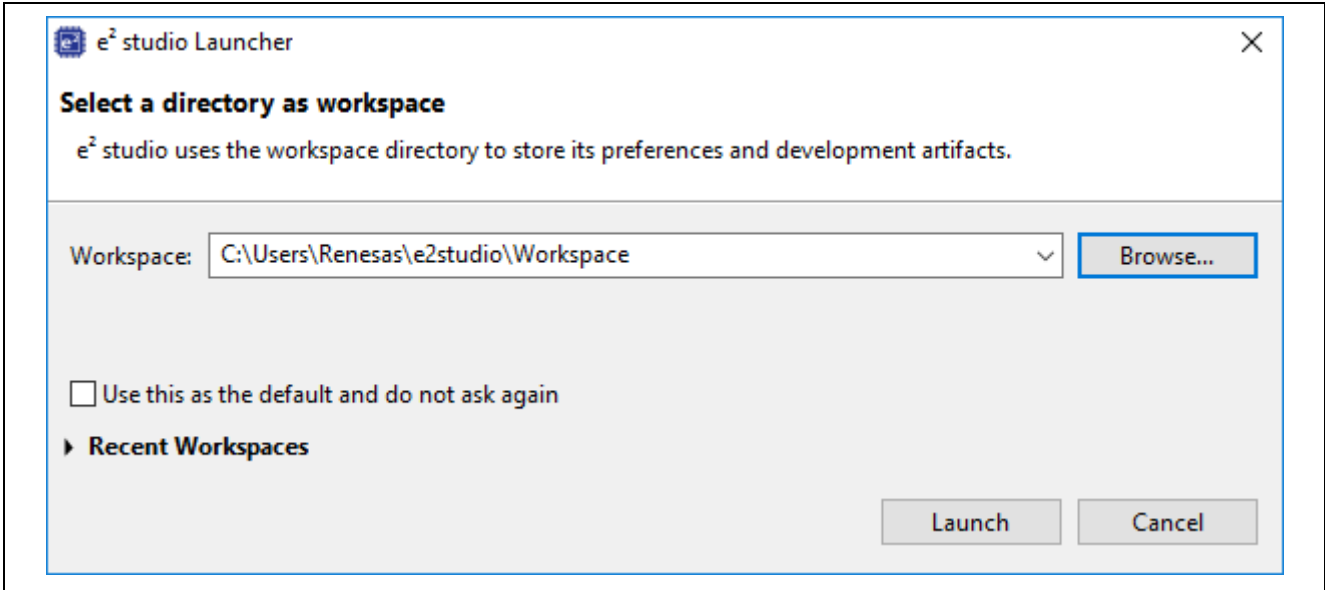 e² studio Launcher
Select a directory as workspace
e² studio uses the workspace directory to store its preferences and development artifacts.
Workspace: C:\Users\Renesas\e2studio\Workspace Browse...
Use this as the default and do not ask again
Recent Workspaces
Launch Cancel